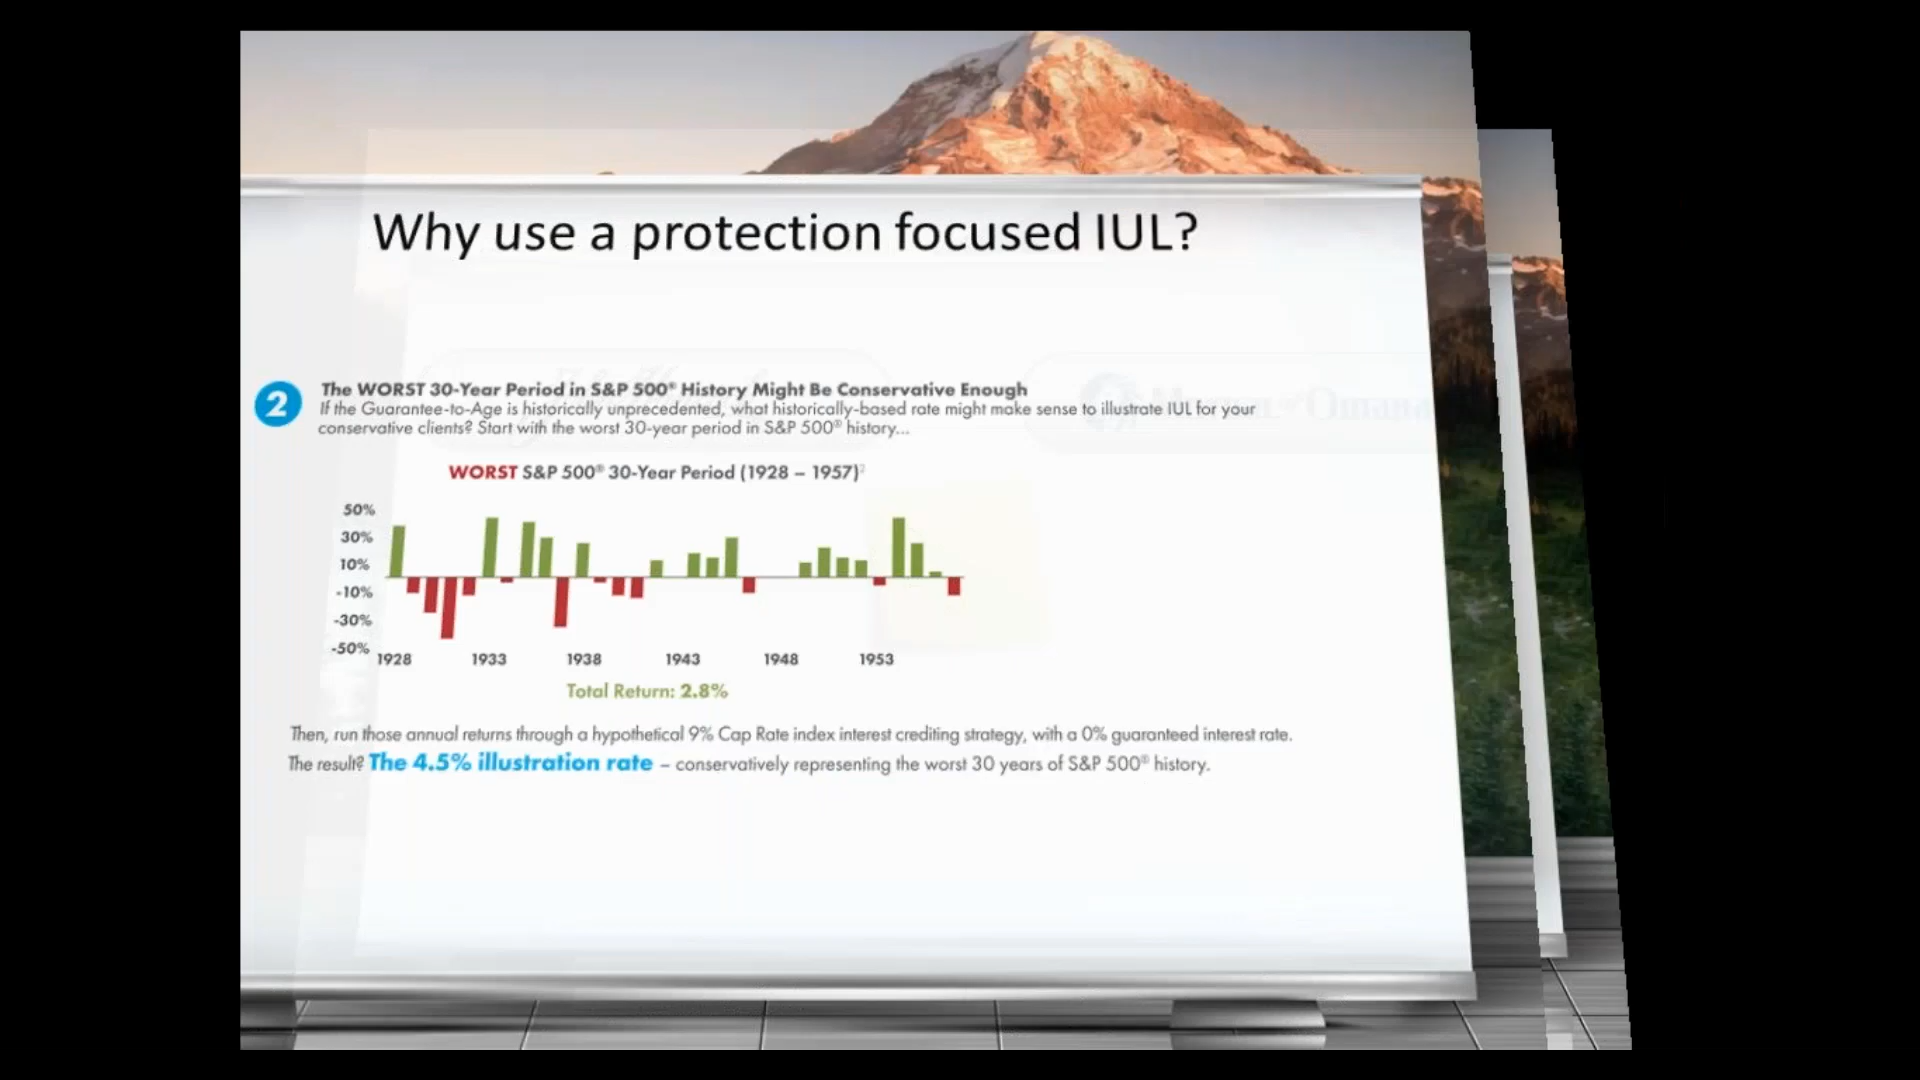 Why use a protection focused IUL?
2
The WORST 30-Year Period in S&P 500® History Might Be Conservative Enough
If the Guarantee-to-Age is historically unprecedented, what historically-based rate might make sense to illustrate IUL for your
conservative clients? Start with the worst 30-year period in S&P 500® history...
WORST S&P 500® 30-Year Period (1928 – 1957)²
50%
30%
10%
-10%
-30%
-50%
1928 1933 1938 1943 1948 1953
Total Return: 2.8%
Then, run those annual returns through a hypothetical 9% Cap Rate index interest crediting strategy, with a 0% guaranteed interest rate.
The result? The 4.5% illustration rate – conservatively representing the worst 30 years of S&P 500® history.